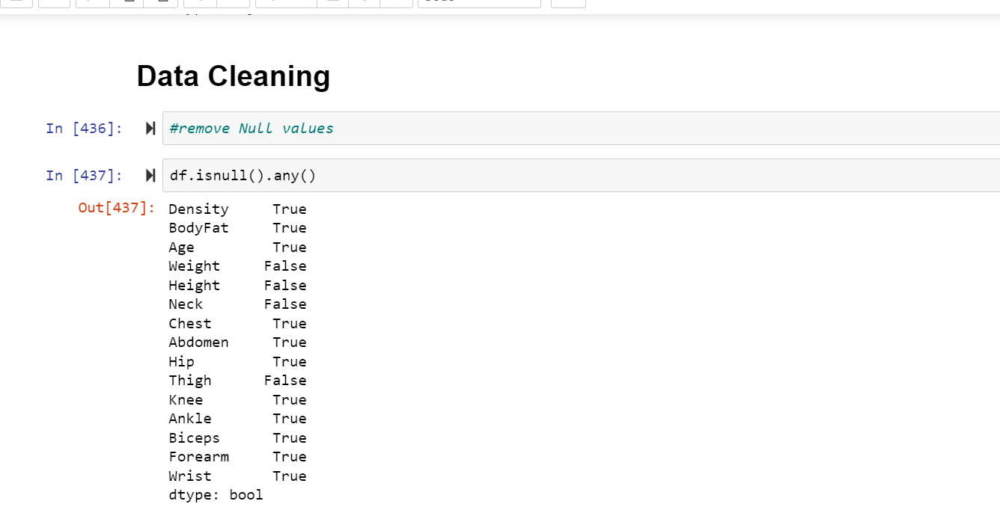 Data Cleaning
In [436]: #remove Null values
In [437]: df.isnull().any()
Out[437]: Density     True
BodyFat     True
Age         True
Weight     False
Height     False
Neck       False
Chest       True
Abdomen     True
Hip         True
Thigh      False
Knee        True
Ankle       True
Biceps      True
Forearm     True
Wrist       True
dtype: bool